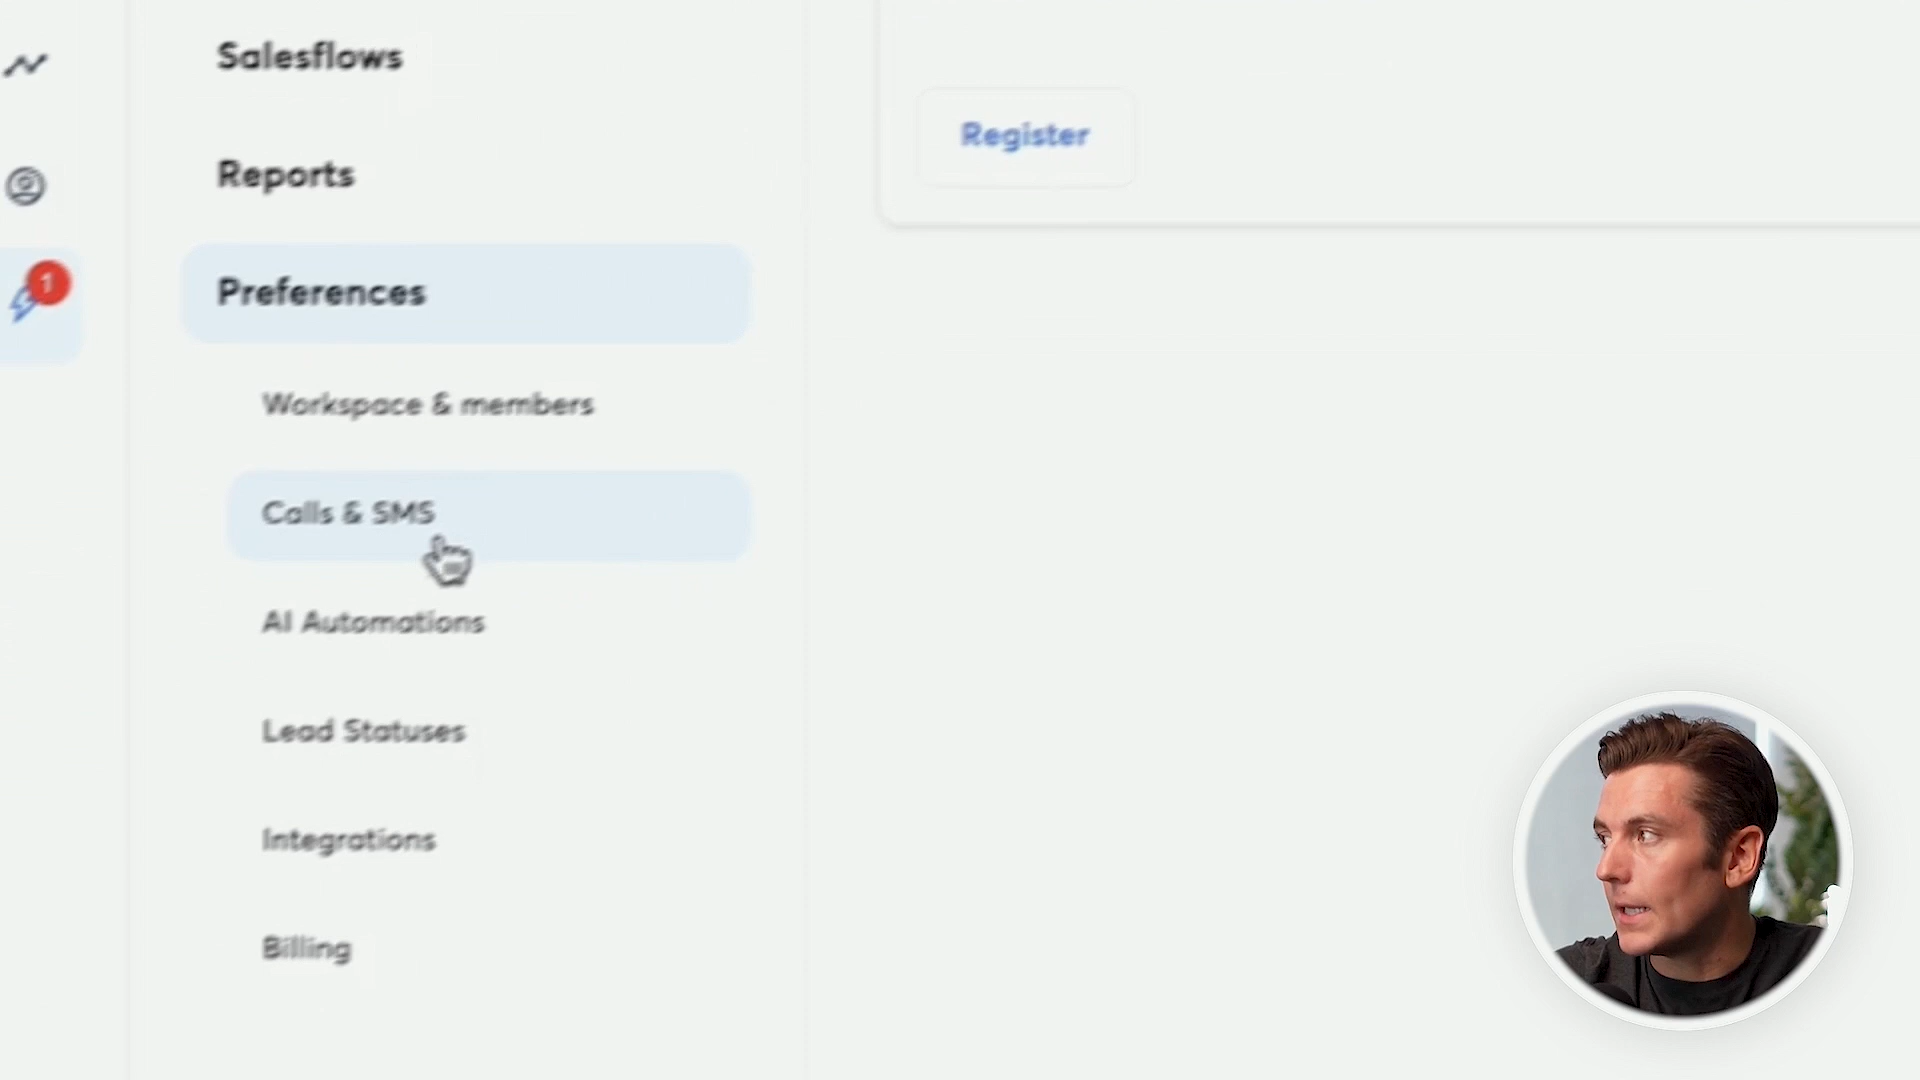 Salesflows
Reports
Preferences
Workspace & members
Calls & SMS
AI Automations
Lead Statuses
Integrations
Billing
Register
1